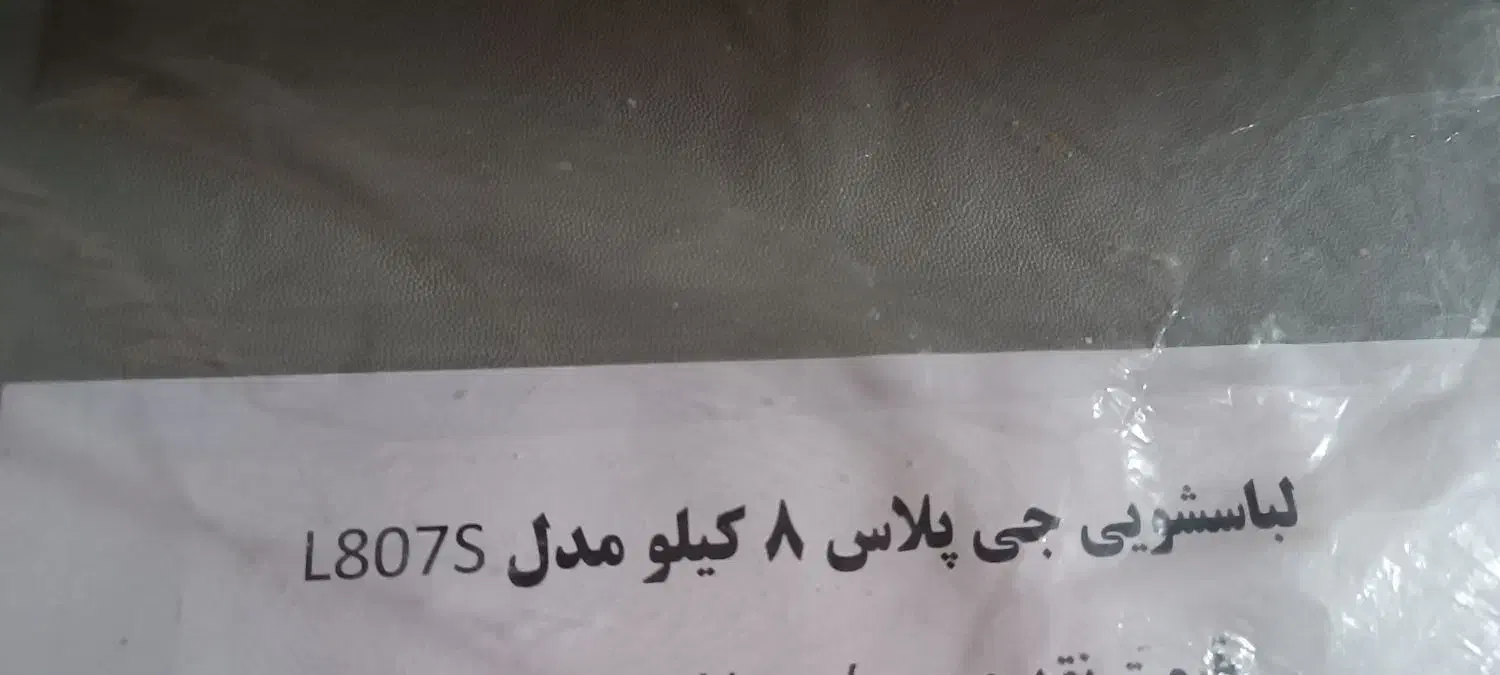 لباسشویی جی پلاس ۸ کیلو مدل L807S